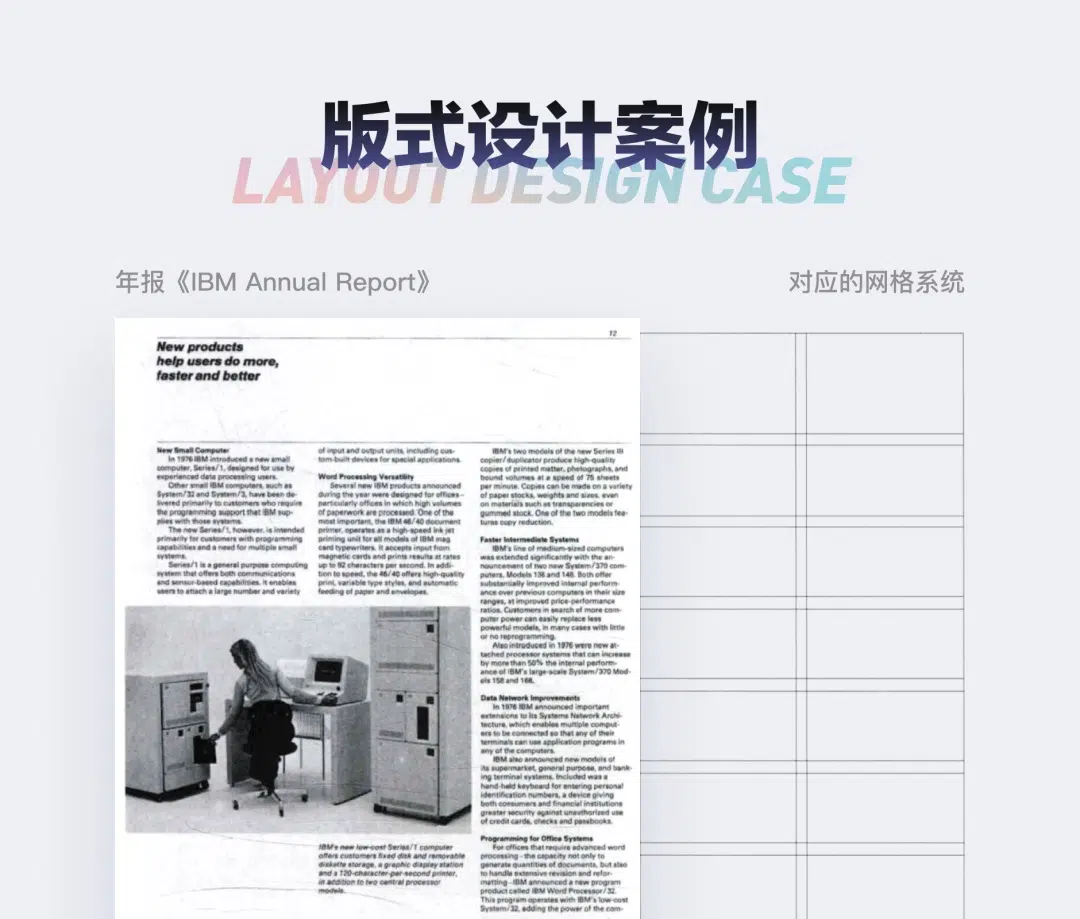 版式设计案例
LAYOUT DESIGN CASE
年报《IBM Annual Report》
对应的网格系统
12
New products
help users do more,
faster and better
New Small Computer
In 1976 IBM introduced a new small
computer, Series/1, designed for use by
experienced data processing users.
Other small IBM computers, such as
System/32 and System/3, have been de-
livered primarily to customers who require
the programming support that IBM sup-
plies with those systems.
The new Series/1, however, is intended
primarily for customers with programming
capabilities and a need for multiple small
systems.
Series/1 is a general purpose computing
system that offers both communications
and sensor-based capabilities. It enables
users to attach a large number and variety
of input and output units, including cus-
tom-built devices for special applications.
Word Processing Versatility
Several new IBM products announced
during the year were designed for offices–
particularly offices in which high volumes
of paperwork are processed. One of the
most important, the IBM 46/40 document
printer, operates as a high-speed ink jet
printing unit for all models of IBM mag
card typewriters. It accepts input from
magnetic cards and prints results at rates
up to 92 characters per second. In addi-
tion to speed, the 46/40 offers high-quality
print, variable type styles, and automatic
feeding of paper and envelopes.
IBM's new low-cost Series/1 computer
offers customers fixed disk and removable
diskette storage, a graphic display station
and a 120-character-per-second printer,
in addition to two central processor
models.
IBM's two models of the new Series III
copier/duplicator produce high-quality
copies of printed matter, photographs, and
bound volumes at a speed of 75 sheets
per minute. Copies can be made on a variety
of paper stocks, weights and sizes, even
on materials such as transparencies or
gummed stock. One of the two models fea-
tures copy reduction.
Faster Intermediate Systems
IBM's line of medium-sized computers
was extended significantly with the an-
nouncement of two new System/370 com-
puters, Models 138 and 148. Both offer
substantially improved internal perform-
ance over previous computers in their size
ranges, at improved price-performance
ratios. Customers in search of more com-
puter power can easily replace less
powerful models, in many cases with little
or no reprogramming.
Also introduced in 1976 were new at-
tached processor systems that can increase
by more than 50% the internal perform-
ance of IBM's large-scale System/370 Mod-
els 158 and 168.
Data Network Improvements
In 1976 IBM announced important
extensions to its Systems Network Archi-
tecture, which enables multiple comput-
ers to be connected so that any of their
terminals can use application programs in
any of the computers.
IBM also announced new models of
its supermarket, general purpose, and bank-
ing terminal systems. Included was a
hand-held keyboard for entering personal
identification numbers, a device giving
both consumers and financial institutions
greater security against unauthorized use
of credit cards, checks and passbooks.
Programming for Office Systems
For offices that require advanced word
processing–the capacity not only to
generate quantities of documents, but also
to handle extensive revision and refor-
matting–IBM announced a new program
product called IBM Word Processor/32.
This program operates with IBM's low-cost
System/32, adding the power of the com-